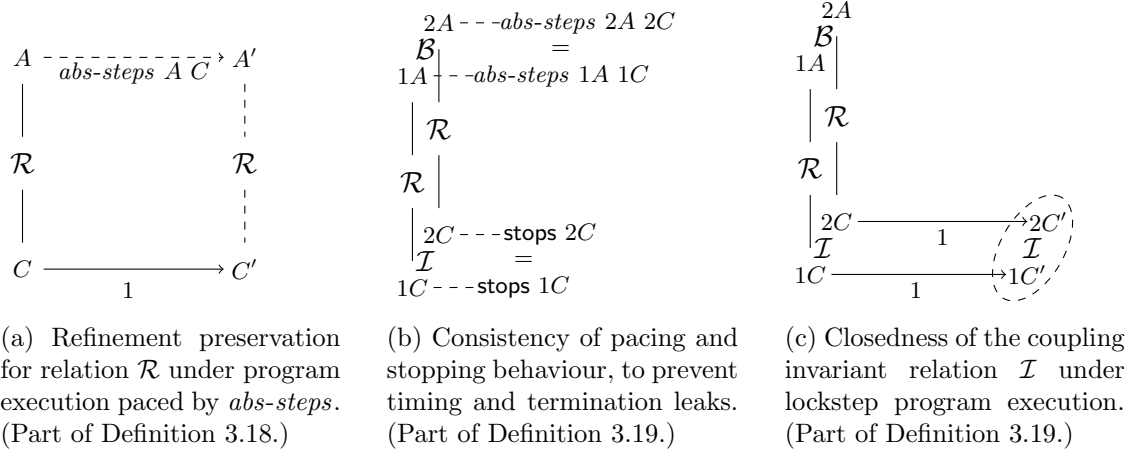 A
A′
abs-steps A C
ℛ
ℛ
C
C′
1
(a) Refinement preservation
for relation ℛ under program
execution paced by abs-steps.
(Part of Definition 3.18.)
2A
abs-steps 2A 2C
ℬ
=
1A
abs-steps 1A 1C
ℛ
ℛ
2C
stops 2C
ℐ
=
1C
stops 1C
(b) Consistency of pacing and
stopping behaviour, to prevent
timing and termination leaks.
(Part of Definition 3.19.)
2A
ℬ
1A
ℛ
ℛ
2C
2C′
1
ℐ
ℐ
1C
1C′
1
(c) Closedness of the coupling
invariant relation ℐ under
lockstep program execution.
(Part of Definition 3.19.)